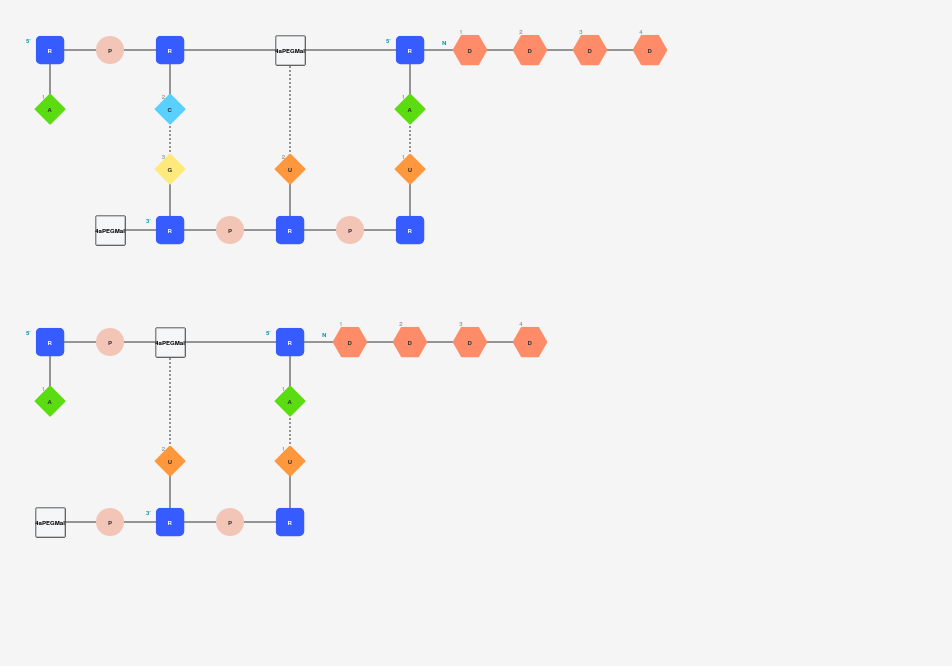 5' R P R 4aPEGMal 5' R N 1 D 2 D 3 D 4 D
1 A 2 C 1 A
3 G 2 U 1 U
4aPEGMal 3' R P R P R
5' R P 4aPEGMal 5' R N 1 D 2 D 3 D 4 D
1 A 1 A
2 U 1 U
4aPEGMal P 3' R P R